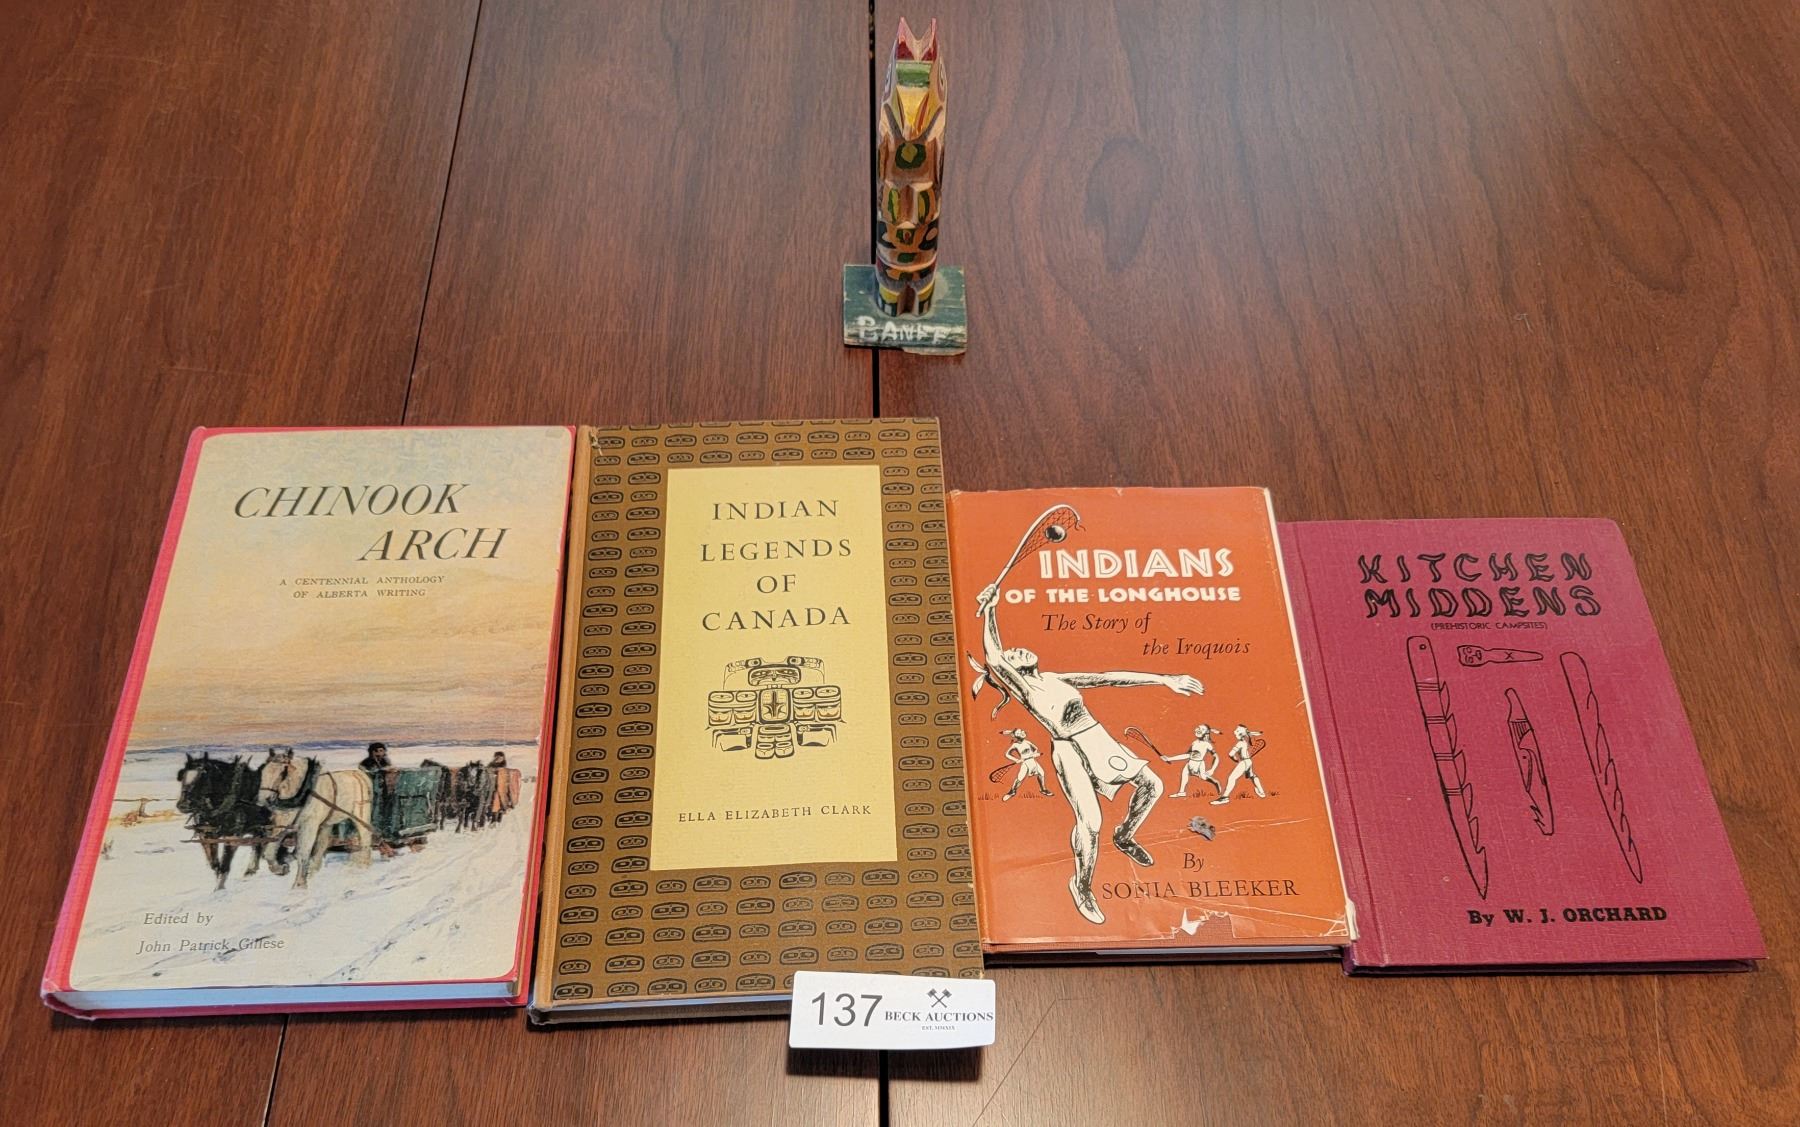 BANFF
CHINOOK
ARCH
A CENTENNIAL ANTHOLOGY
OF ALBERTA WRITING
Edited by
John Patrick Gillese
INDIAN
LEGENDS
OF
CANADA
ELLA ELIZABETH CLARK
INDIANS
OF THE LONGHOUSE
The Story of
the Iroquois
By
SONIA BLEEKER
KITCHEN
MIDDENS
(PREHISTORIC CAMPSITES)
By W. J. ORCHARD
137
BECK AUCTIONS
EST. MMXIX